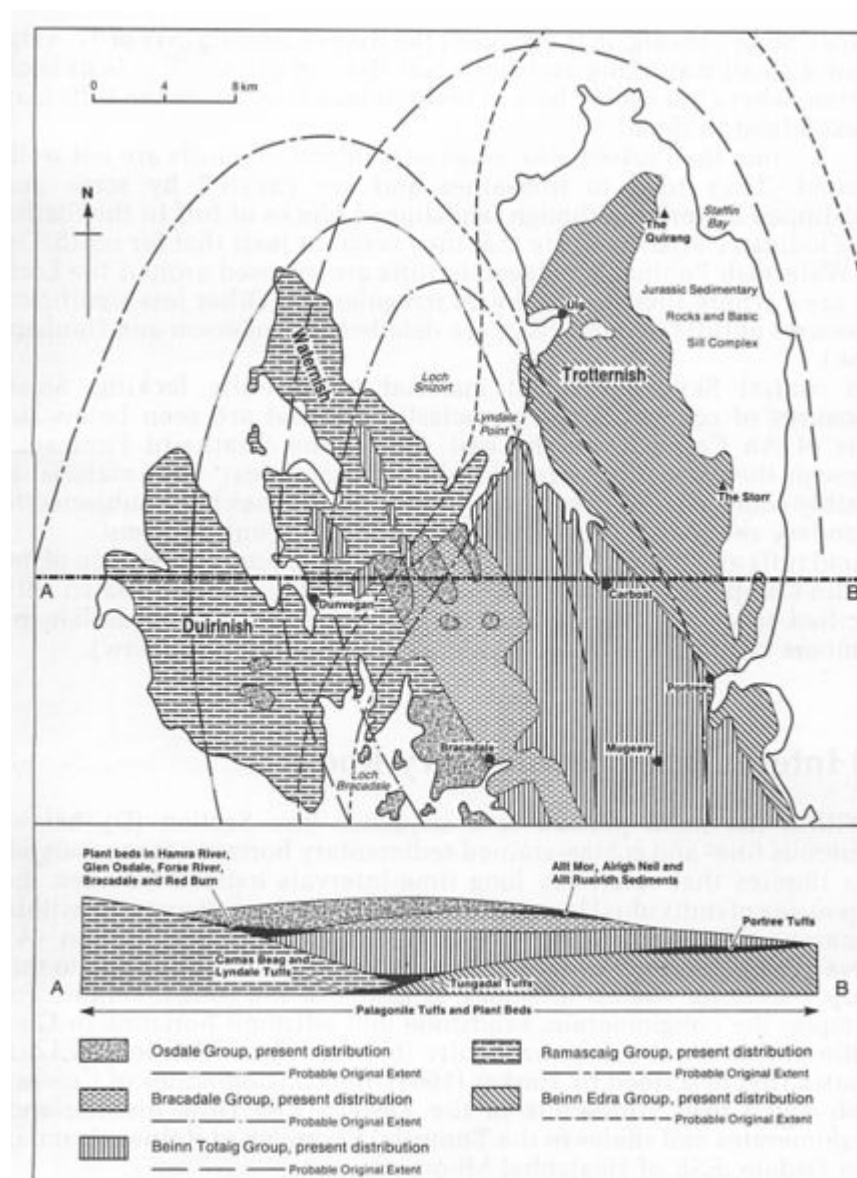 0 4 8 km
N
The Quirang
Staffin
Bay
Jurassic Sedimentary
Rocks and Basic
Sill Complex
Uig
Waternish
Loch
Snizort
Trotternish
Lyndale
Point
The Storr
A
B
Dunvegan
Carbost
Duirinish
Portree
Bracadale
Mugeary
Loch
Bracadale
Plant beds in Hamra River,
Glen Osdale, Forse River,
Bracadale and Red Burn
Allt Mor, Airigh Neil and
Allt Ruairidh Sediments
Portree Tuffs
Camas Beag and
Lyndale Tuffs
Tungadal Tuffs
A
B
Palagonite Tuffs and Plant Beds
Osdale Group, present distribution
Probable Original Extent
Ramascaig Group, present distribution
Probable Original Extent
Bracadale Group, present distribution
Probable Original Extent
Beinn Edra Group, present distribution
Probable Original Extent
Beinn Totaig Group, present distribution
Probable Original Extent